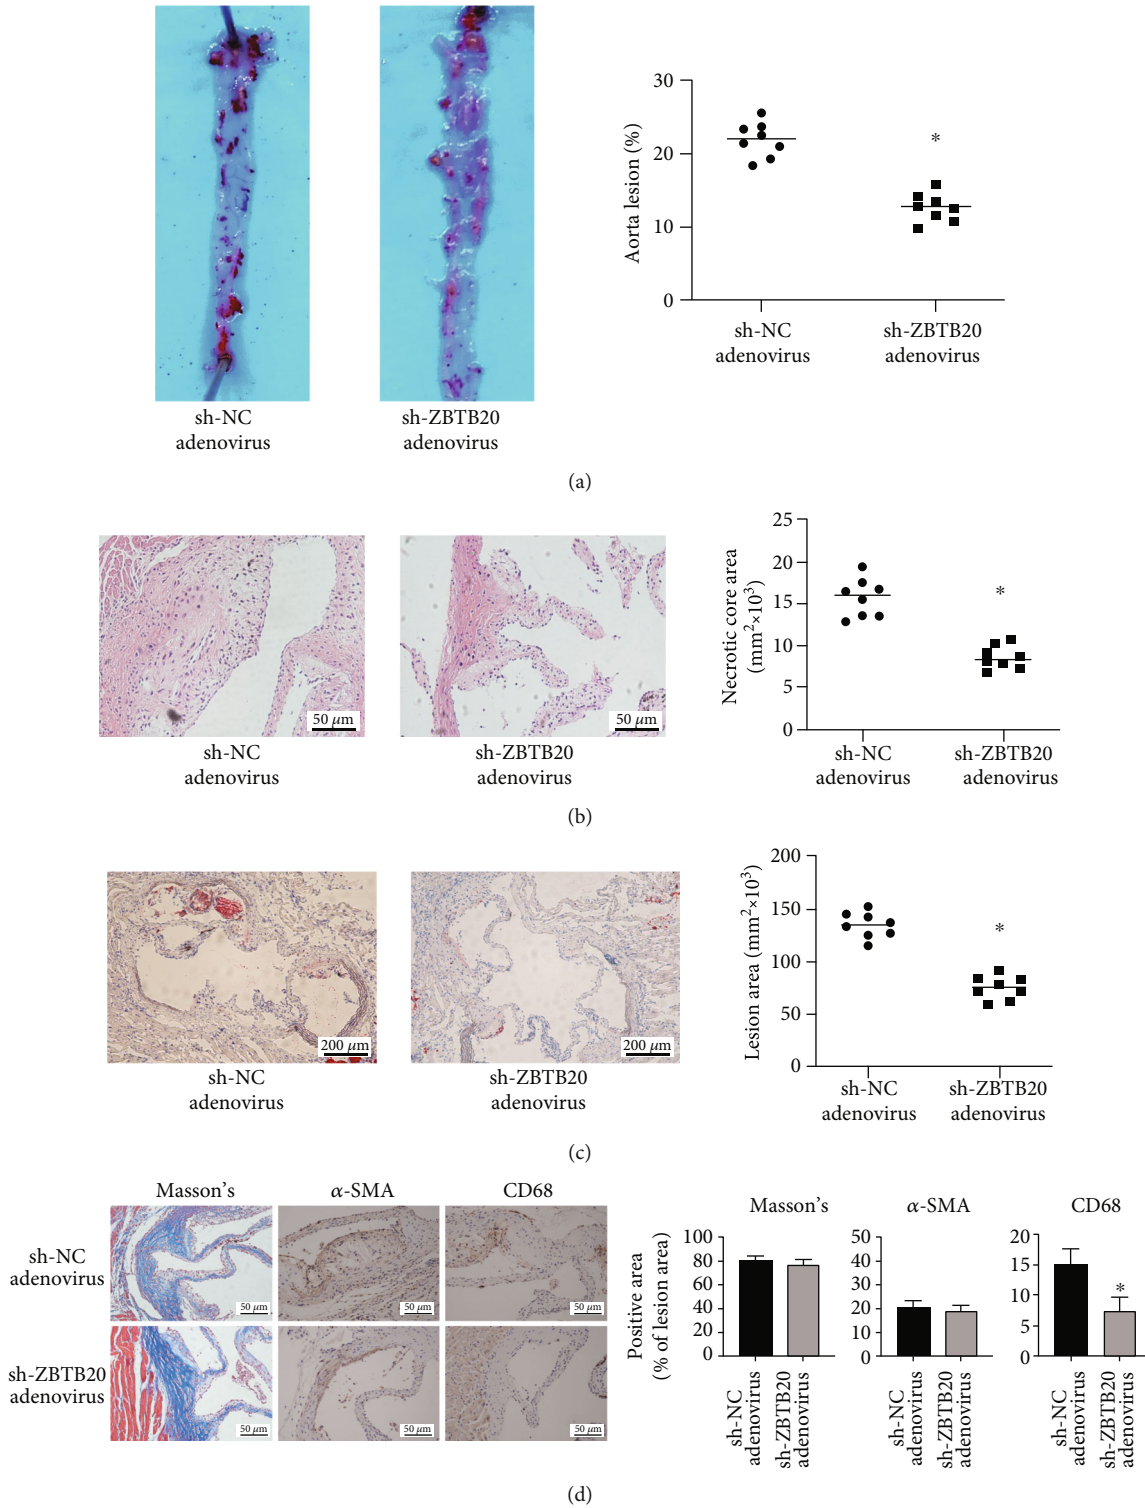 30
20
10
0
Aorta lesion (%)
*
sh-NC
adenovirus
sh-ZBTB20
adenovirus
sh-NC
adenovirus
sh-ZBTB20
adenovirus
(a)
50 μm
50 μm
sh-NC
adenovirus
sh-ZBTB20
adenovirus
25
20
15
10
5
0
Necrotic core area
(mm²×10³)
*
sh-NC
adenovirus
sh-ZBTB20
adenovirus
(b)
200 μm
200 μm
sh-NC
adenovirus
sh-ZBTB20
adenovirus
200
150
100
50
0
Lesion area (mm²×10³)
*
sh-NC
adenovirus
sh-ZBTB20
adenovirus
(c)
Masson's
α-SMA
CD68
sh-NC
adenovirus
50 μm
50 μm
50 μm
sh-ZBTB20
adenovirus
50 μm
50 μm
50 μm
Positive area
(% of lesion area)
Masson's
100
80
60
40
20
0
sh-NC
adenovirus
sh-ZBTB20
adenovirus
α-SMA
50
40
30
20
10
0
sh-NC
adenovirus
sh-ZBTB20
adenovirus
CD68
20
15
10
5
0
*
sh-NC
adenovirus
sh-ZBTB20
adenovirus
(d)